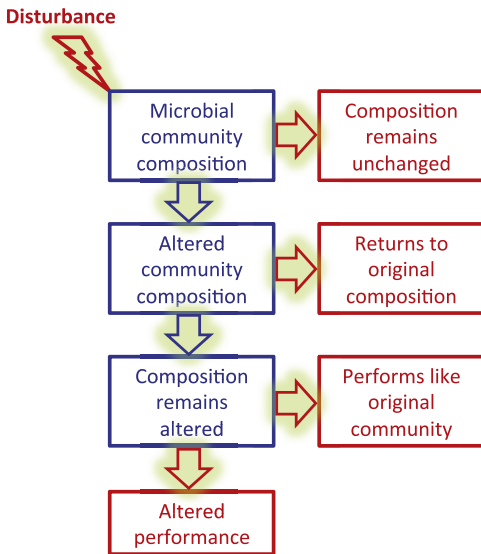 Disturbance
Microbial
community
composition
Composition
remains
unchanged
Altered
community
composition
Returns to
original
composition
Composition
remains
altered
Performs like
original
community
Altered
performance